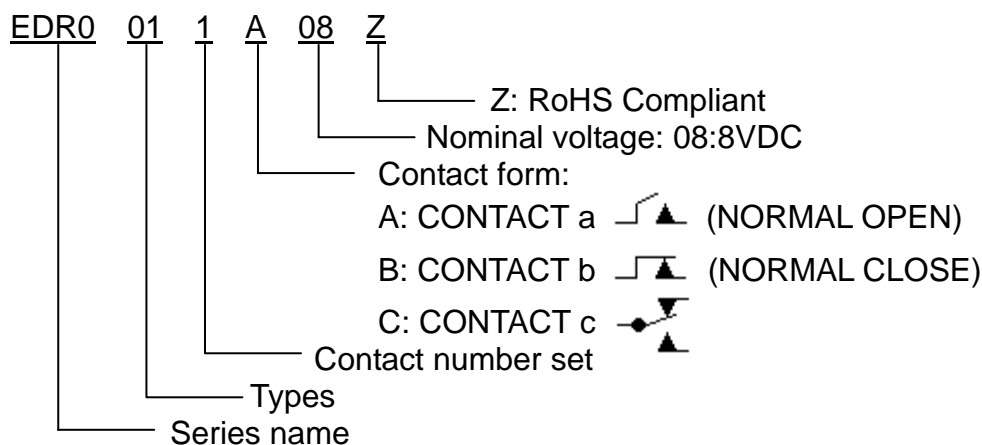 EDR0 01 1 A 08 Z
Z: RoHS Compliant
Nominal voltage: 08:8VDC
Contact form:
A: CONTACT a (NORMAL OPEN)
B: CONTACT b (NORMAL CLOSE)
C: CONTACT c
Contact number set
Types
Series name